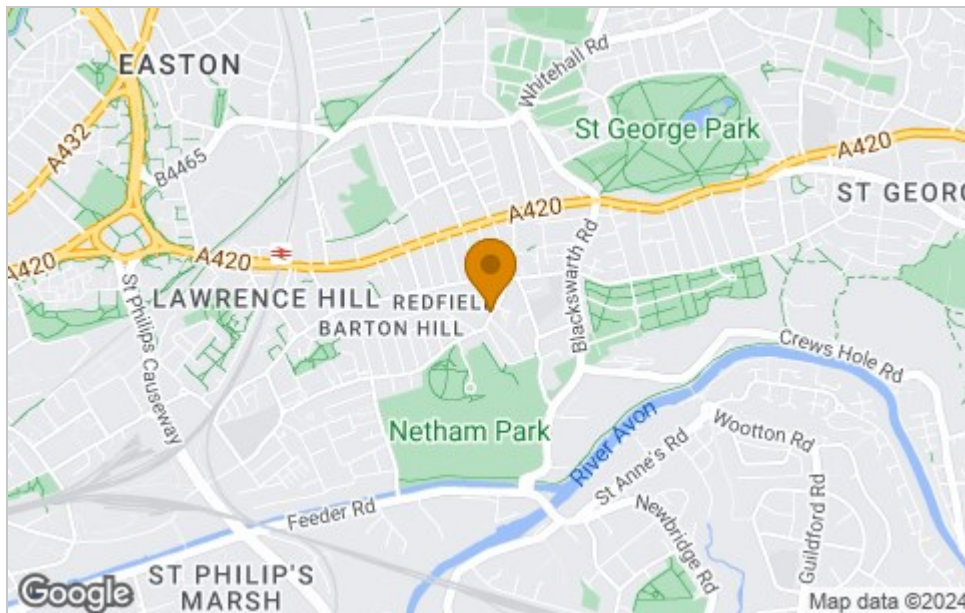 EASTON
Whitehall Rd
St George Park
A432
B4465
A420
A420
ST GEORG
A420
A420
Blackswarth Rd
LAWRENCE HILL
REDFIEL
BARTON HILL
St Philips Causeway
Crews Hole Rd
Netham Park
River Avon
Wootton Rd
St Anne's Rd
Feeder Rd
Newbridge Rd
Guildford Rd
ST PHILIP'S
MARSH
Google
Map data ©2024